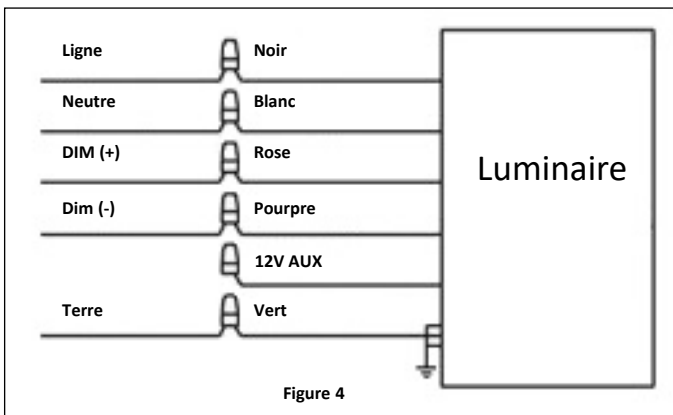 Ligne Noir
Neutre Blanc
DIM (+) Rose
Luminaire
Dim (-) Pourpre
12V AUX
Terre Vert
Figure 4